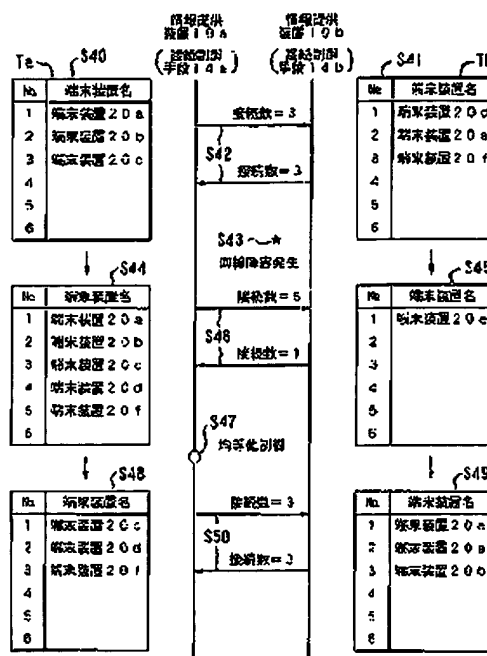 情報提供
装置10a
(接続制御
手段14a)
情報提供
装置10b
(接続制御
手段14b)
Ta
S40
No. 端末装置名
1 端末装置20a
2 端末装置20b
3 端末装置20c
4
5
6
接続数=3
S42
接続数=3
S43
回線障害発生
S41
No 端末装置名
1 端末装置20d
2 端末装置20e
3 端末装置20f
4
5
6
S44
No 端末装置名
1 端末装置20a
2 端末装置20b
3 端末装置20c
4 端末装置20d
5 端末装置20f
6
接続数=5
S46
接続数=1
S47
均等化制御
S45
No 端末装置名
1 端末装置20e
2
3
4
5
6
S48
No. 端末装置名
1 端末装置20c
2 端末装置20d
3 端末装置20f
4
5
6
接続数=3
S50
接続数=3
S49
No. 端末装置名
1 端末装置20e
2 端末装置20a
3 端末装置20b
4
5
6